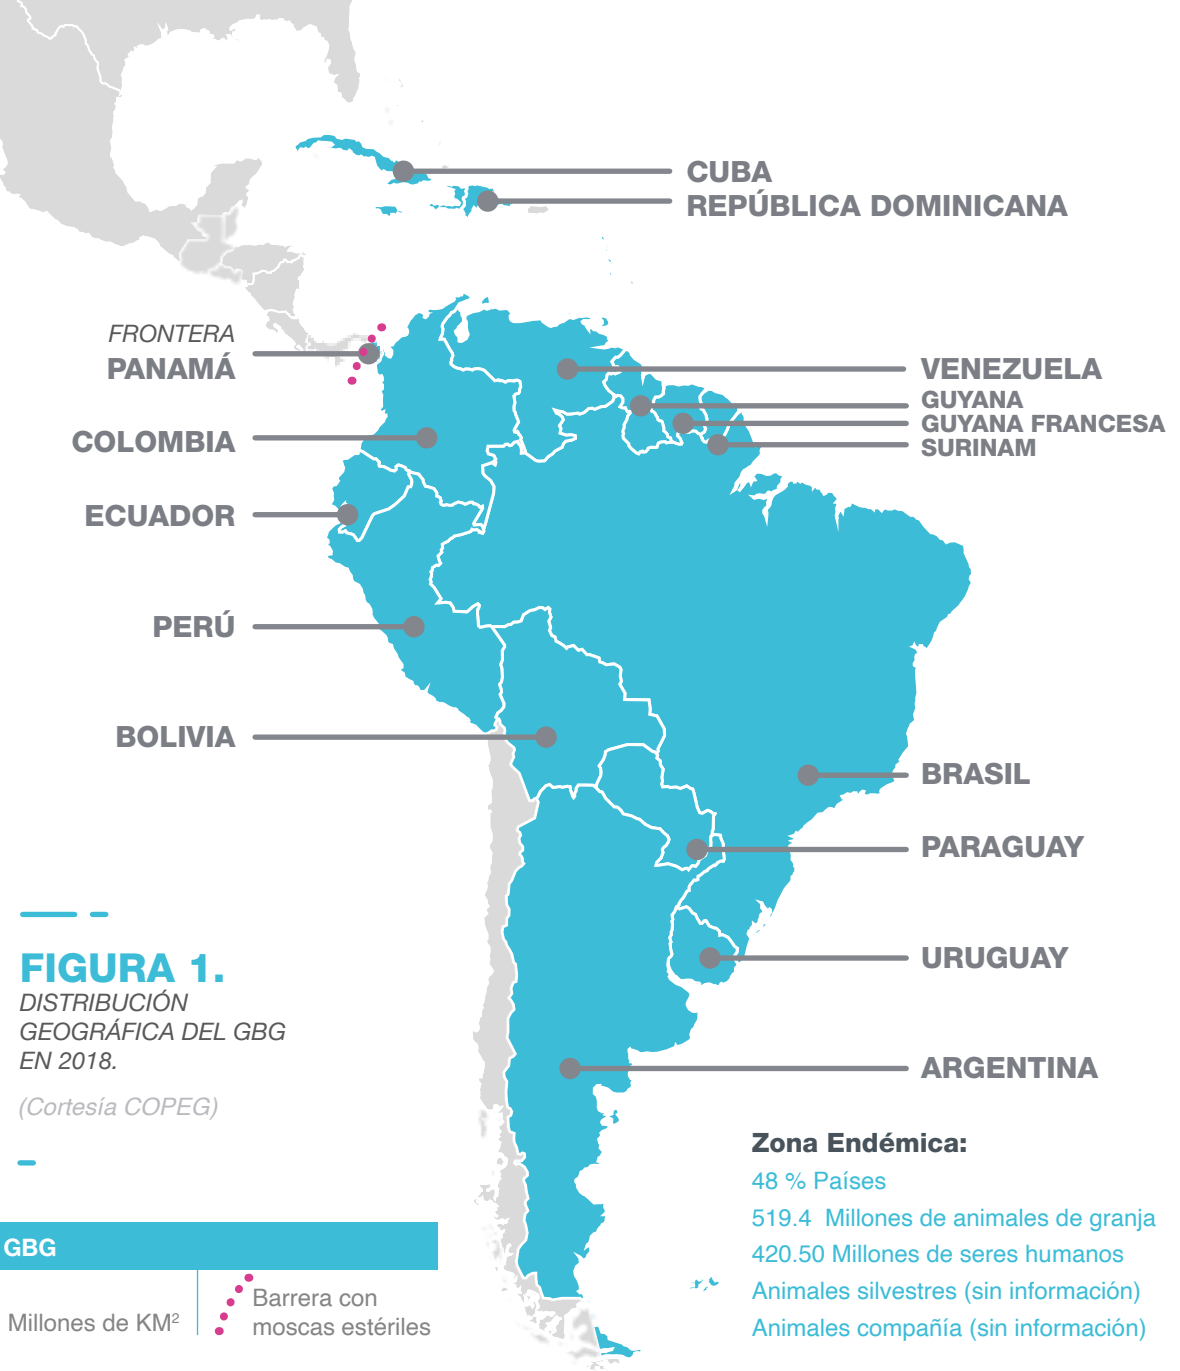 CUBA
REPÚBLICA DOMINICANA
FRONTERA
PANAMÁ
COLOMBIA
ECUADOR
PERÚ
BOLIVIA
VENEZUELA
GUYANA
GUYANA FRANCESA
SURINAM
BRASIL
PARAGUAY
URUGUAY
ARGENTINA
FIGURA 1.
DISTRIBUCIÓN
GEOGRÁFICA DEL GBG
EN 2018.
(Cortesía COPEG)
GBG
Millones de KM²
Barrera con
moscas estériles
Zona Endémica:
48 % Países
519.4 Millones de animales de granja
420.50 Millones de seres humanos
Animales silvestres (sin información)
Animales compañía (sin información)